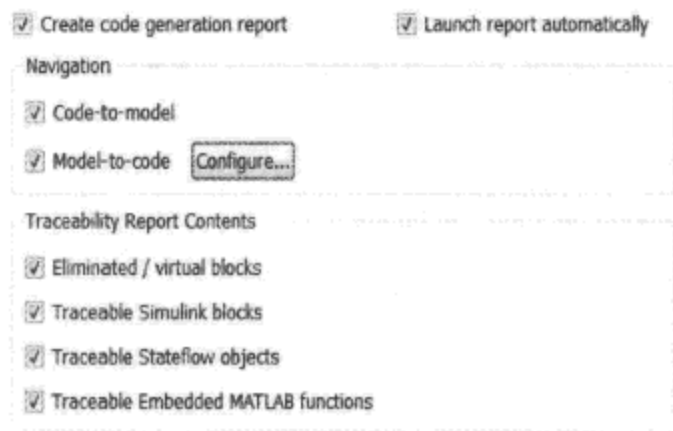 Create code generation report Launch report automatically
Navigation
Code-to-model
Model-to-code Configure...
Traceability Report Contents
Eliminated / virtual blocks
Traceable Simulink blocks
Traceable Stateflow objects
Traceable Embedded MATLAB functions